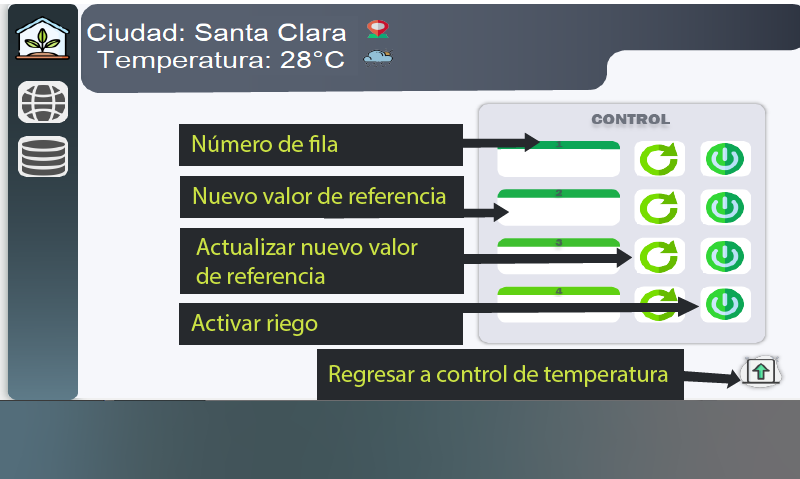 Ciudad: Santa Clara
Temperatura: 28°C
CONTROL
Número de fila
1
Nuevo valor de referencia
2
Actualizar nuevo valor
de referencia
3
Activar riego
4
Regresar a control de temperatura